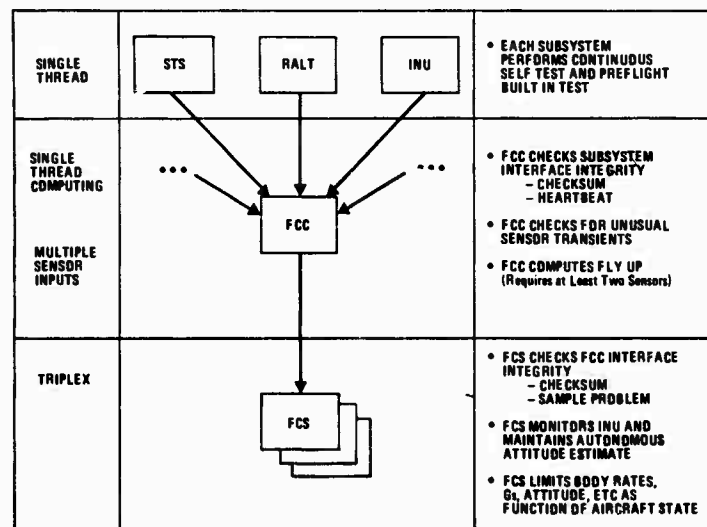 SINGLE
THREAD
STS
RALT
INU
• EACH SUBSYSTEM
PERFORMS CONTINUOUS
SELF TEST AND PREFLIGHT
BUILT IN TEST
SINGLE
THREAD
COMPUTING
MULTIPLE
SENSOR
INPUTS
•••
•••
FCC
• FCC CHECKS SUBSYSTEM
INTERFACE INTEGRITY
– CHECKSUM
– HEARTBEAT
• FCC CHECKS FOR UNUSUAL
SENSOR TRANSIENTS
• FCC COMPUTES FLY UP
(Requires at Least Two Sensors)
TRIPLEX
FCS
• FCS CHECKS FCC INTERFACE
INTEGRITY
– CHECKSUM
– SAMPLE PROBLEM
• FCS MONITORS INU AND
MAINTAINS AUTONOMOUS
ATTITUDE ESTIMATE
• FCS LIMITS BODY RATES,
Gs, ATTITUDE, ETC AS
FUNCTION OF AIRCRAFT STATE